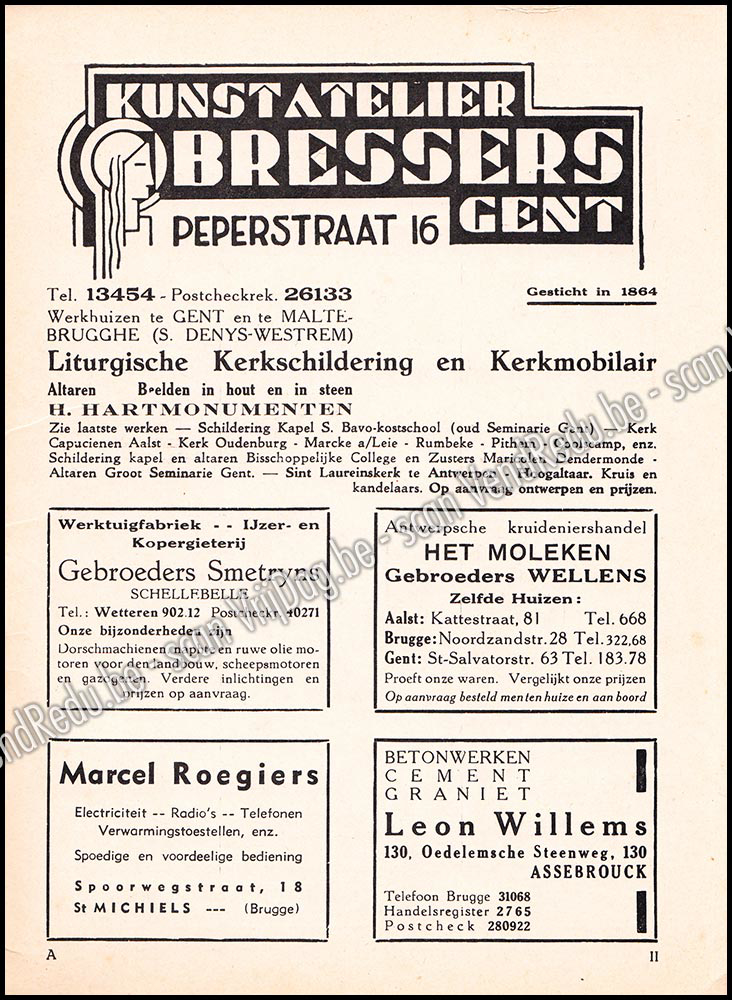 KUNSTATELIER
BRESSERS
GENT
PEPERSTRAAT 16
Tel. 13454 - Postcheckrek. 26133
Gesticht in 1864
Werkhuizen te GENT en te MALTE-
BRUGGHE (S. DENYS-WESTREM)
Liturgische Kerkschildering en Kerkmobilair
Altaren Beelden in hout en in steen
H. HARTMONUMENTEN
Zie laatste werken — Schildering Kapel S. Bavo-kostschool (oud Seminarie Gent) — Kerk
Capucienen Aalst - Kerk Oudenburg - Marcke a/Leie - Rumbeke - Pithem - Coolscamp, enz.
Schildering kapel en altaren Bisschoppelijke College en Zusters Maricolen Dendermonde -
Altaren Groot Seminarie Gent. — Sint Laureinskerk te Antwerpen - Hoogaltaar. Kruis en
kandelaars. Op aanvraag ontwerpen en prijzen.
Werktuigfabriek -- IJzer- en
Kopergieterij
Gebroeders Smetryns
SCHELLEBELLE
Tel.: Wetteren 902.12 Postcheckr. 40271
Onze bijzonderheden zijn
Dorschmachienen, naphte en ruwe olie mo-
toren voor den landbouw, scheepsmotoren
en gazogenen. Verdere inlichtingen en
prijzen op aanvraag.
Antwerpsche kruideniershandel
HET MOLEKEN
Gebroeders WELLENS
Zelfde Huizen:
Aalst: Kattestraat, 81 Tel. 668
Brugge: Noordzandstr. 28 Tel. 322,68
Gent: St-Salvatorstr. 63 Tel. 183.78
Proeft onze waren. Vergelijkt onze prijzen
Op aanvraag besteld men ten huize en aan boord
Marcel Roegiers
Electriciteit -- Radio's -- Telefonen
Verwarmingstoestellen, enz.
Spoedige en voordeelige bediening
Spoorwegstraat, 18
St MICHIELS --- (Brugge)
BETONWERKEN
CEMENT
GRANIET
Leon Willems
130, Oedelemsche Steenweg, 130
ASSEBROUCK
Telefoon Brugge 31068
Handelsregister 2765
Postcheck 280922
A
II
VendRedu.be - scan VrijDag.be - scan VendRedu.be - scan